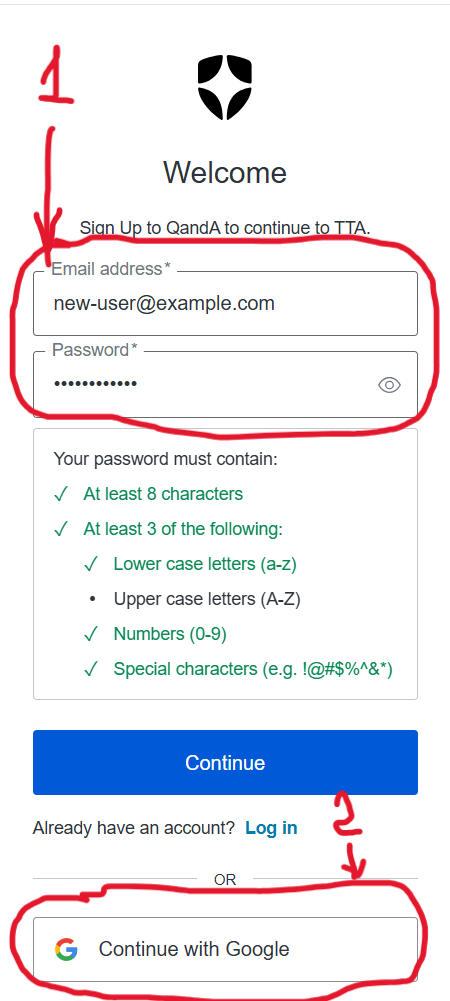 1
Welcome
Sign Up to QandA to continue to TTA.
Email address*
new-user@example.com
Password*
••••••••••••
Your password must contain:
✓ At least 8 characters
✓ At least 3 of the following:
✓ Lower case letters (a-z)
• Upper case letters (A-Z)
✓ Numbers (0-9)
✓ Special characters (e.g. !@#$%^&*)
Continue
Already have an account? Log in
2
OR
Continue with Google